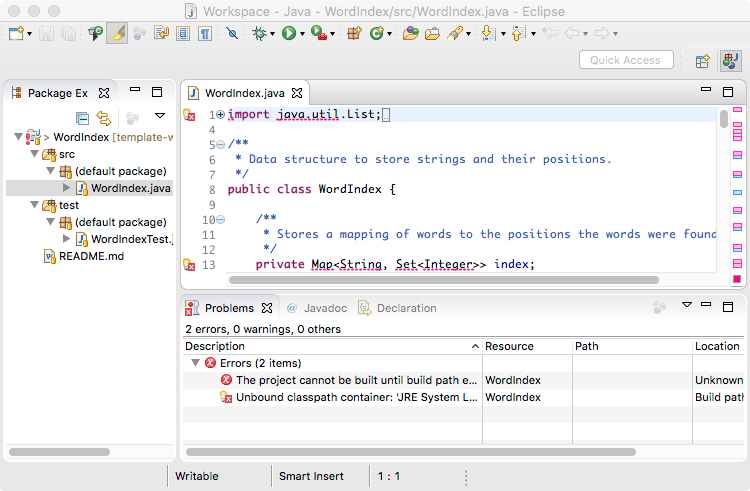 Workspace - Java - WordIndex/src/WordIndex.java - Eclipse
Quick Access
Package Ex
WordIndex [template-w
src
(default package)
WordIndex.java
test
(default package)
WordIndexTest.j
README.md
WordIndex.java
1 import java.util.List;
4
5 /**
6 * Data structure to store strings and their positions.
7 */
8 public class WordIndex {
9
10 /**
11 * Stores a mapping of words to the positions the words were found
12 */
13 private Map<String, Set<Integer>> index;
Problems @ Javadoc Declaration
2 errors, 0 warnings, 0 others
Description Resource Path Location
Errors (2 items)
The project cannot be built until build path e... WordIndex Unknown
Unbound classpath container: 'JRE System L... WordIndex Build path
Writable Smart Insert 1 : 1